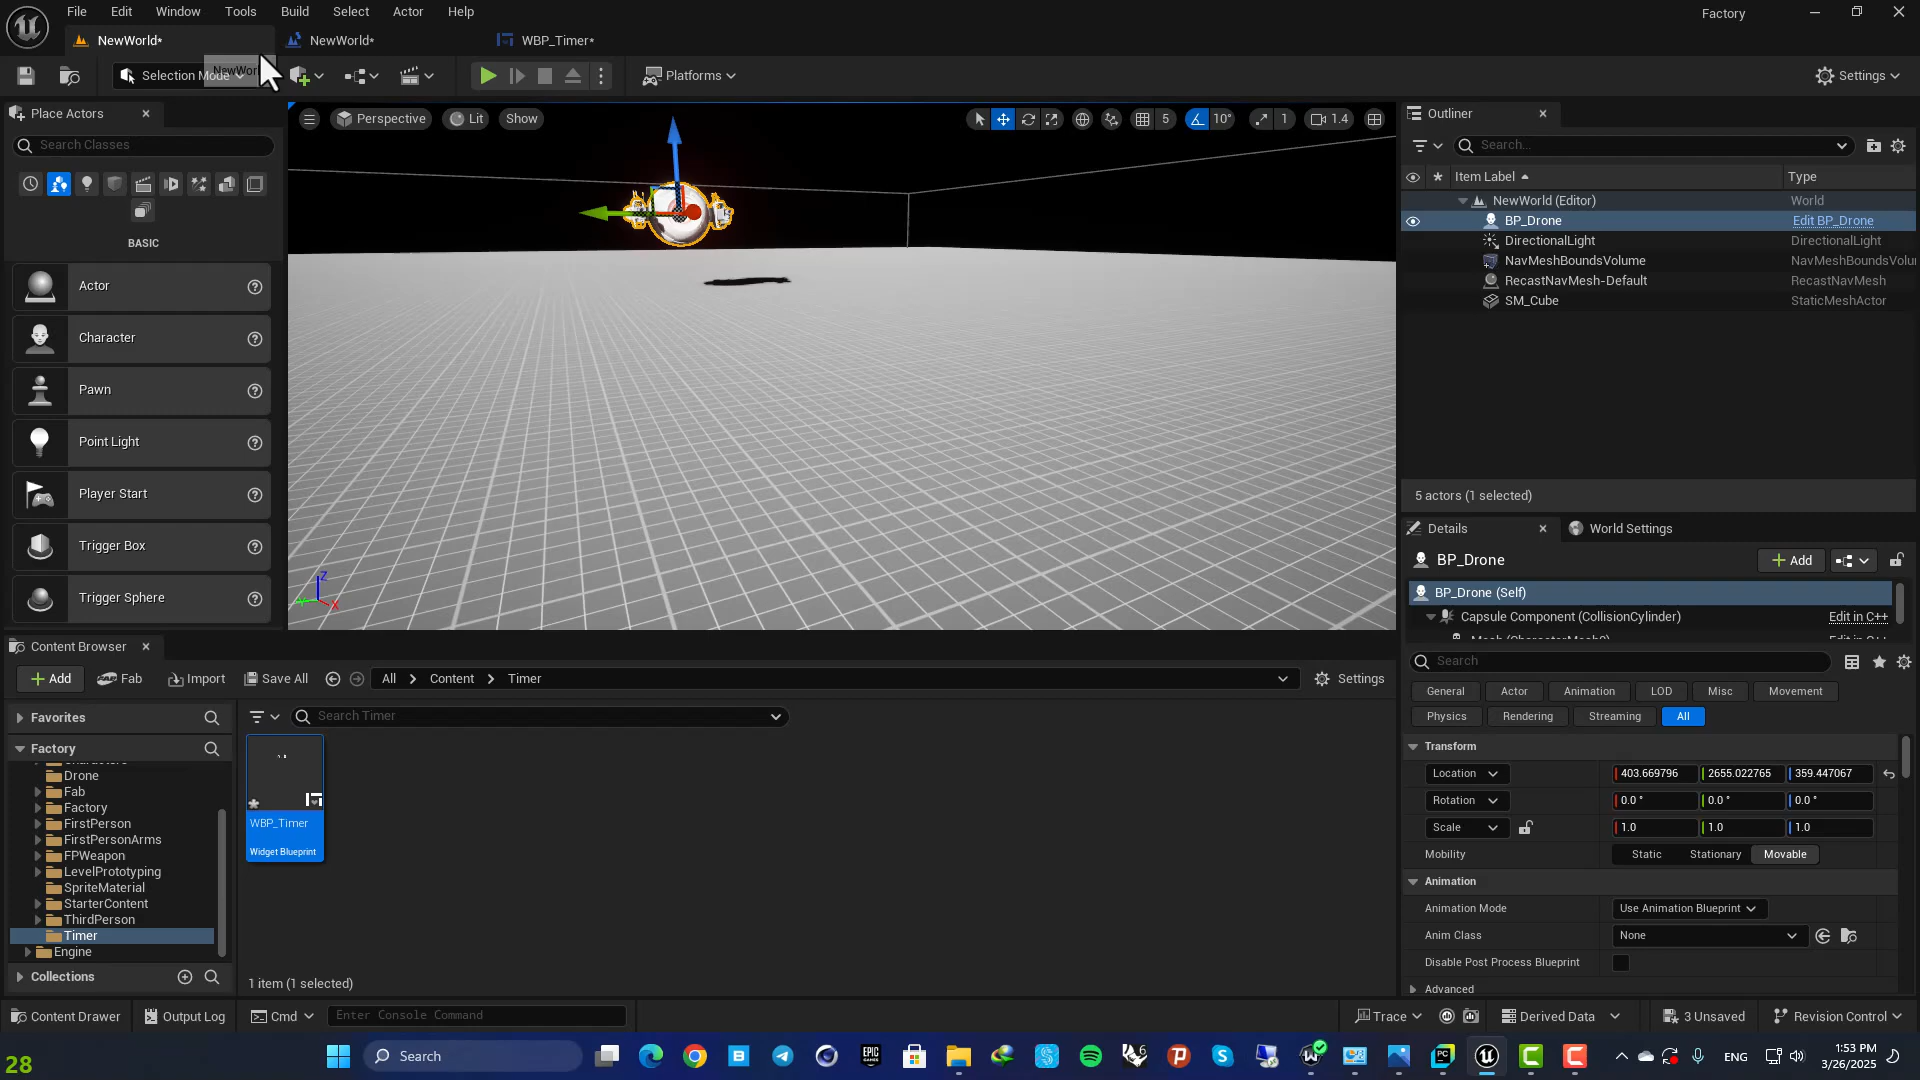 File Edit Window Tools Build Select Actor Help
Factory
NewWorld* NewWorld* WBP_Timer*
Selection Mode Platforms Settings
Place Actors
Search Classes
BASIC
Actor
Character
Pawn
Point Light
Player Start
Trigger Box
Trigger Sphere
Perspective Lit Show 5 10° 1 1.4
Z
X
Outliner
Search...
Item Label Type
NewWorld (Editor) World
BP_Drone Edit BP_Drone
DirectionalLight DirectionalLight
NavMeshBoundsVolume NavMeshBoundsVolu
RecastNavMesh-Default RecastNavMesh
SM_Cube StaticMeshActor
5 actors (1 selected)
Details World Settings
BP_Drone Add
BP_Drone (Self)
Capsule Component (CollisionCylinder) Edit in C++
Search
General Actor Animation LOD Misc Movement
Physics Rendering Streaming All
Transform
Location 403.669796 2655.022765 359.447067
Rotation 0.0 ° 0.0 ° 0.0 °
Scale 1.0 1.0 1.0
Mobility Static Stationary Movable
Animation
Animation Mode Use Animation Blueprint
Anim Class None
Disable Post Process Blueprint
Advanced
Content Browser
Add Fab Import Save All All Content Timer Settings
Favorites
Search Timer
Factory
Drone
Fab
Factory
FirstPerson
FirstPersonArms
FPWeapon
LevelPrototyping
SpriteMaterial
StarterContent
ThirdPerson
Timer
Engine
Collections
WBP_Timer
Widget Blueprint
1 item (1 selected)
Content Drawer Output Log Cmd Enter Console Command Trace Derived Data 3 Unsaved Revision Control
28
Search
ENG
1:53 PM
3/26/2025